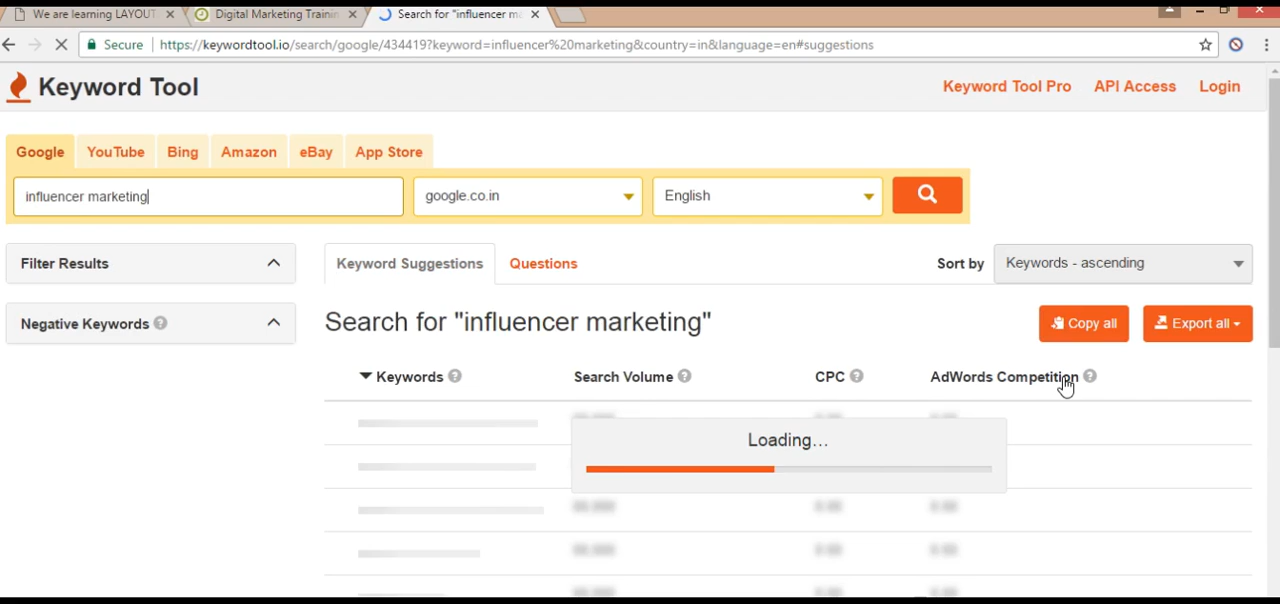 We are learning LAYOUT
Digital Marketing Trainin
Search for "influencer ma
Secure https://keywordtool.io/search/google/434419?keyword=influencer%20marketing&country=in&language=en#suggestions
Keyword Tool
Keyword Tool Pro API Access Login
Google YouTube Bing Amazon eBay App Store
influencer marketing google.co.in English
Filter Results
Keyword Suggestions Questions Sort by Keywords - ascending
Negative Keywords
Search for "influencer marketing" Copy all Export all
Keywords Search Volume CPC AdWords Competition
Loading...